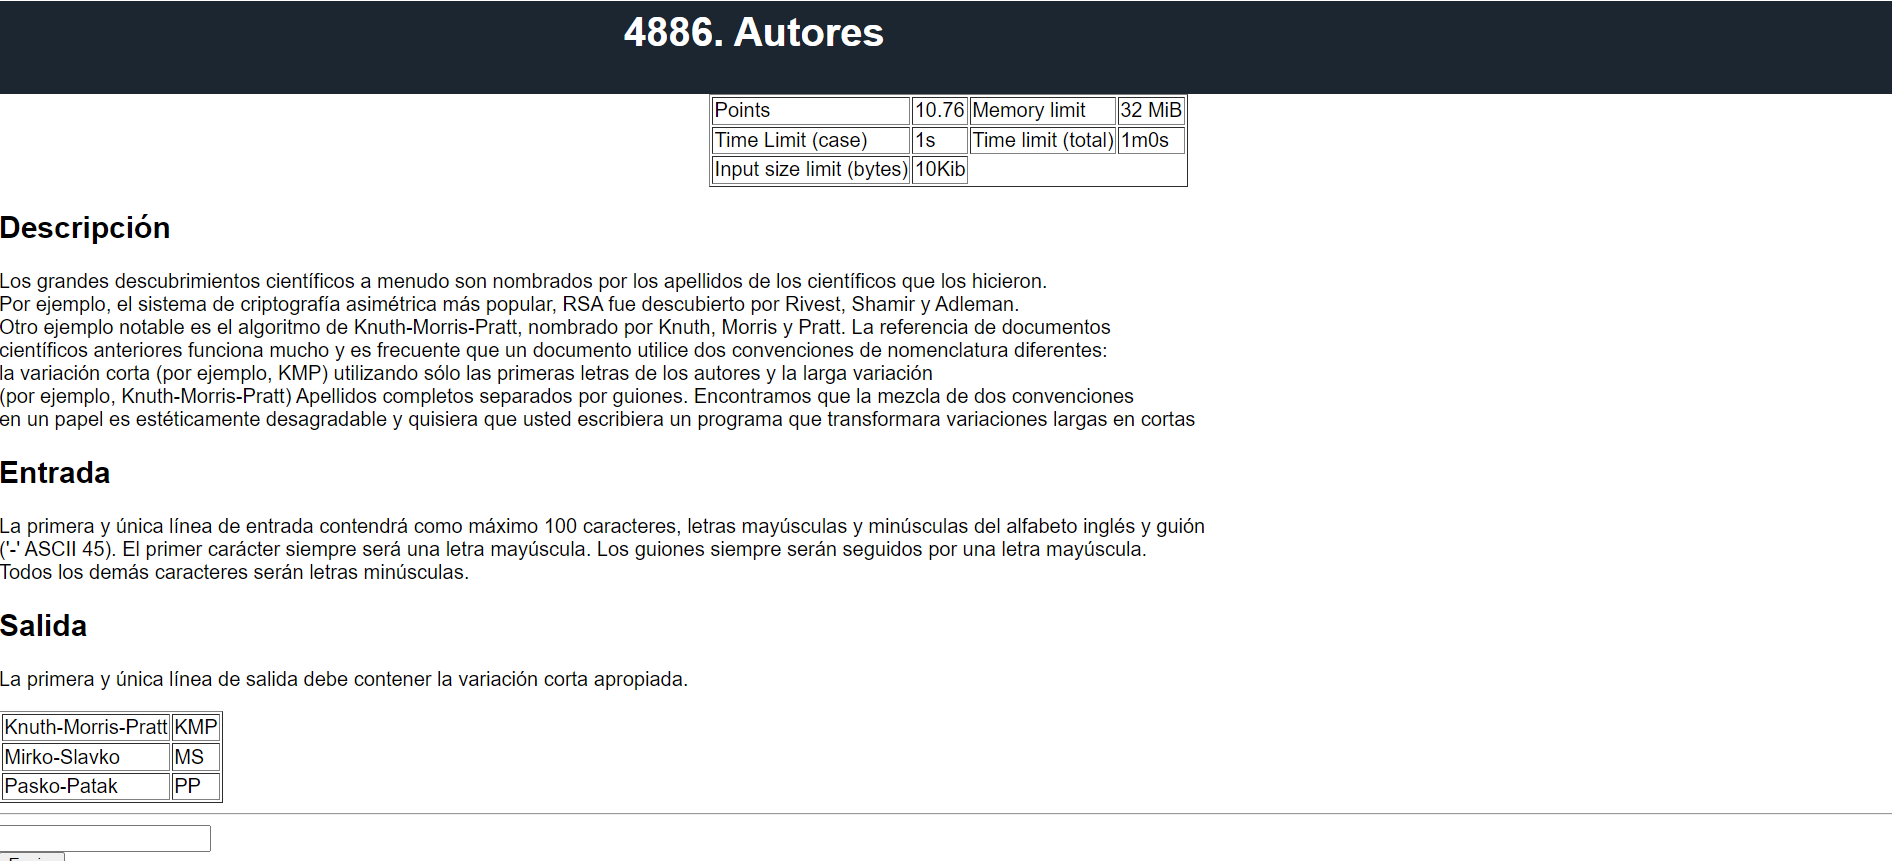 4886. Autores
Points 10.76 Memory limit 32 MiB
Time Limit (case) 1s Time limit (total) 1m0s
Input size limit (bytes) 10Kib
Descripción
Los grandes descubrimientos científicos a menudo son nombrados por los apellidos de los científicos que los hicieron.
Por ejemplo, el sistema de criptografía asimétrica más popular, RSA fue descubierto por Rivest, Shamir y Adleman.
Otro ejemplo notable es el algoritmo de Knuth-Morris-Pratt, nombrado por Knuth, Morris y Pratt. La referencia de documentos
científicos anteriores funciona mucho y es frecuente que un documento utilice dos convenciones de nomenclatura diferentes:
la variación corta (por ejemplo, KMP) utilizando sólo las primeras letras de los autores y la larga variación
(por ejemplo, Knuth-Morris-Pratt) Apellidos completos separados por guiones. Encontramos que la mezcla de dos convenciones
en un papel es estéticamente desagradable y quisiera que usted escribiera un programa que transformara variaciones largas en cortas
Entrada
La primera y única línea de entrada contendrá como máximo 100 caracteres, letras mayúsculas y minúsculas del alfabeto inglés y guión
('-' ASCII 45). El primer carácter siempre será una letra mayúscula. Los guiones siempre serán seguidos por una letra mayúscula.
Todos los demás caracteres serán letras minúsculas.
Salida
La primera y única línea de salida debe contener la variación corta apropiada.
Knuth-Morris-Pratt KMP
Mirko-Slavko MS
Pasko-Patak PP